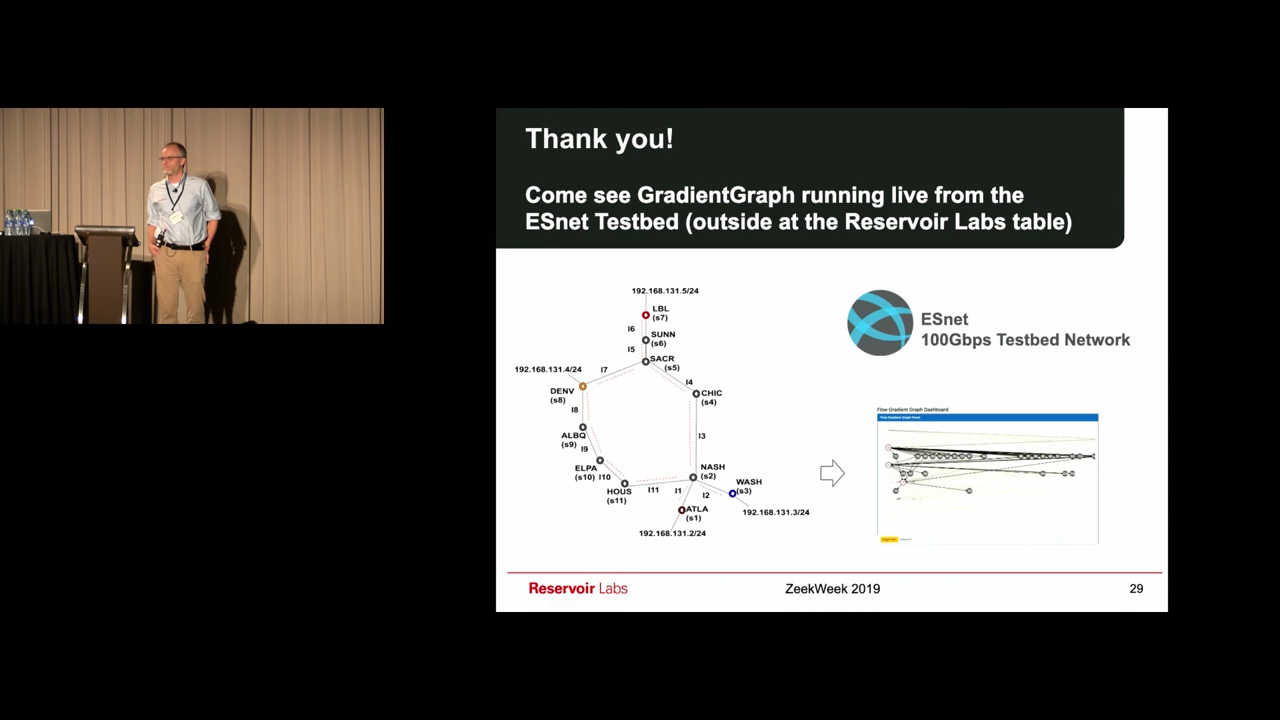 Thank you!
Come see GradientGraph running live from the
ESnet Testbed (outside at the Reservoir Labs table)
192.168.131.5/24
LBL
(s7)
l6
SUNN
(s6)
l5
SACR
(s5)
192.168.131.4/24
l7
DENV
(s8)
l4
CHIC
(s4)
l8
ALBQ
(s9)
l9
l3
ELPA
(s10)
l10
HOUS
(s11)
l11
NASH
(s2)
l1
l2
WASH
(s3)
ATLA
(s1)
192.168.131.3/24
192.168.131.2/24
ESnet
100Gbps Testbed Network
Flow Gradient Graph Dashboard
Flow Gradient Graph Panel
Reservoir Labs
ZeekWeek 2019
29